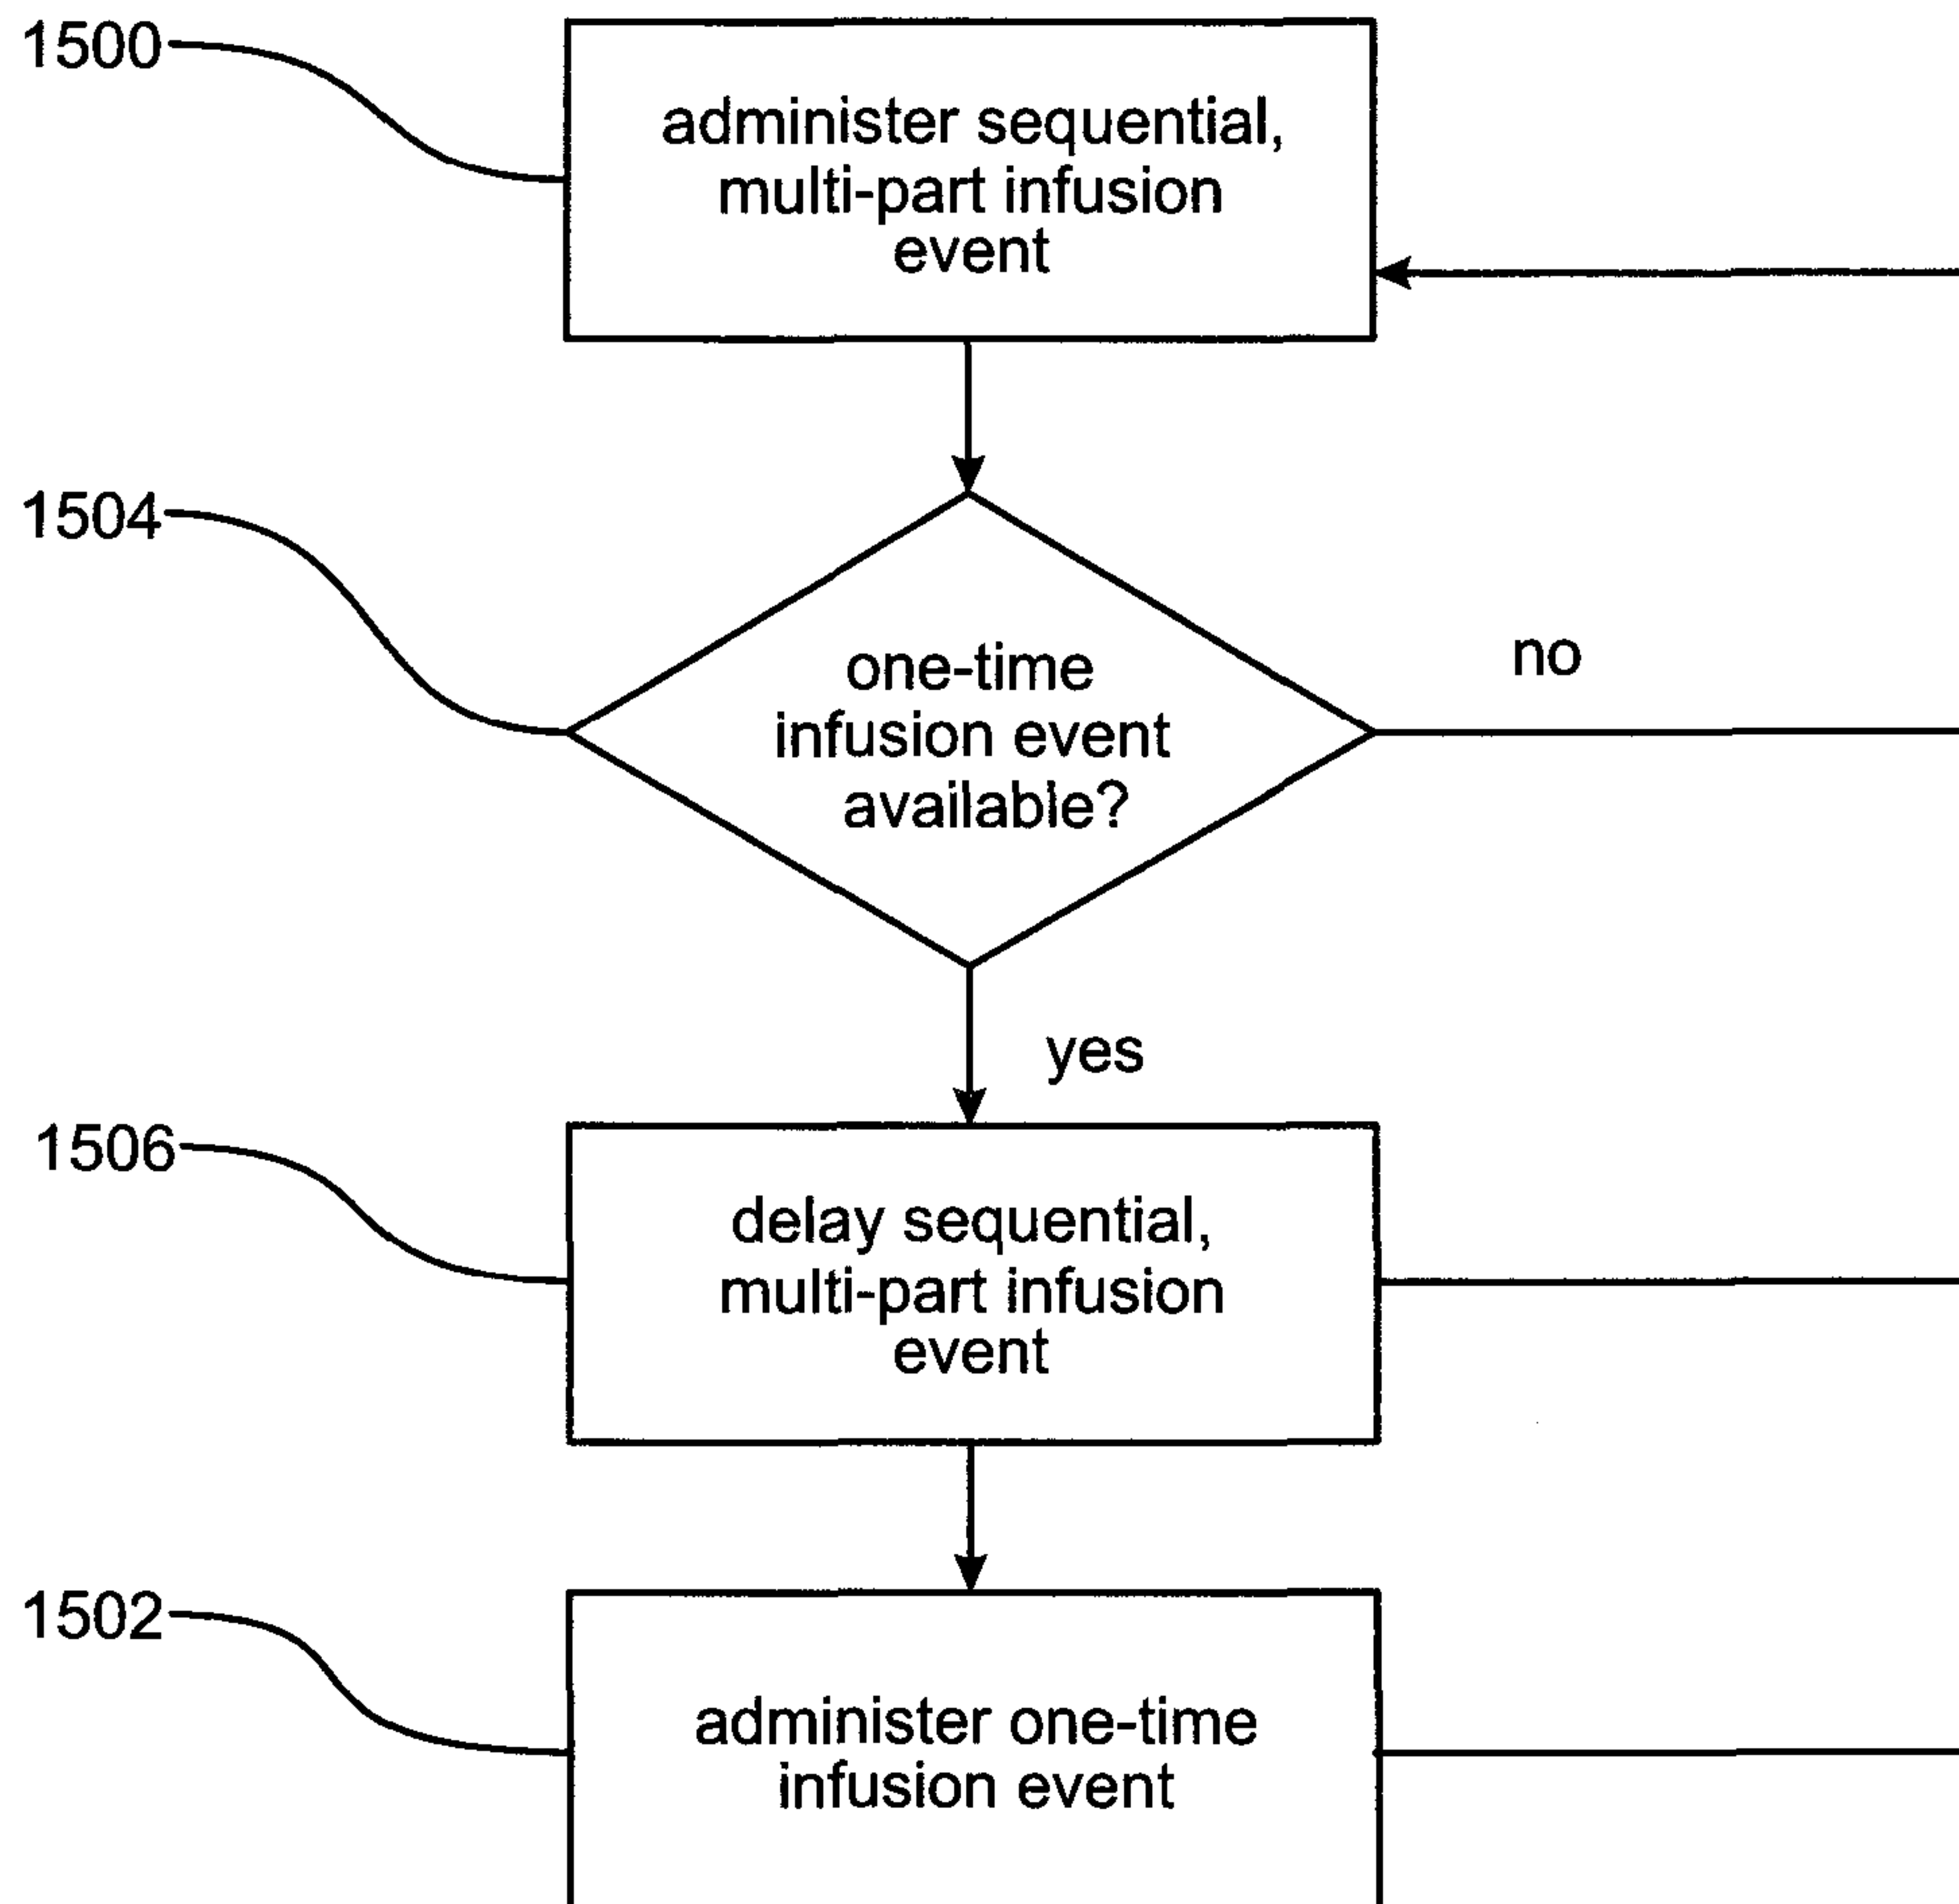 1500
administer sequential,
multi-part infusion
event
1504
one-time
infusion event
available?
no
yes
1506
delay sequential,
multi-part infusion
event
1502
administer one-time
infusion event